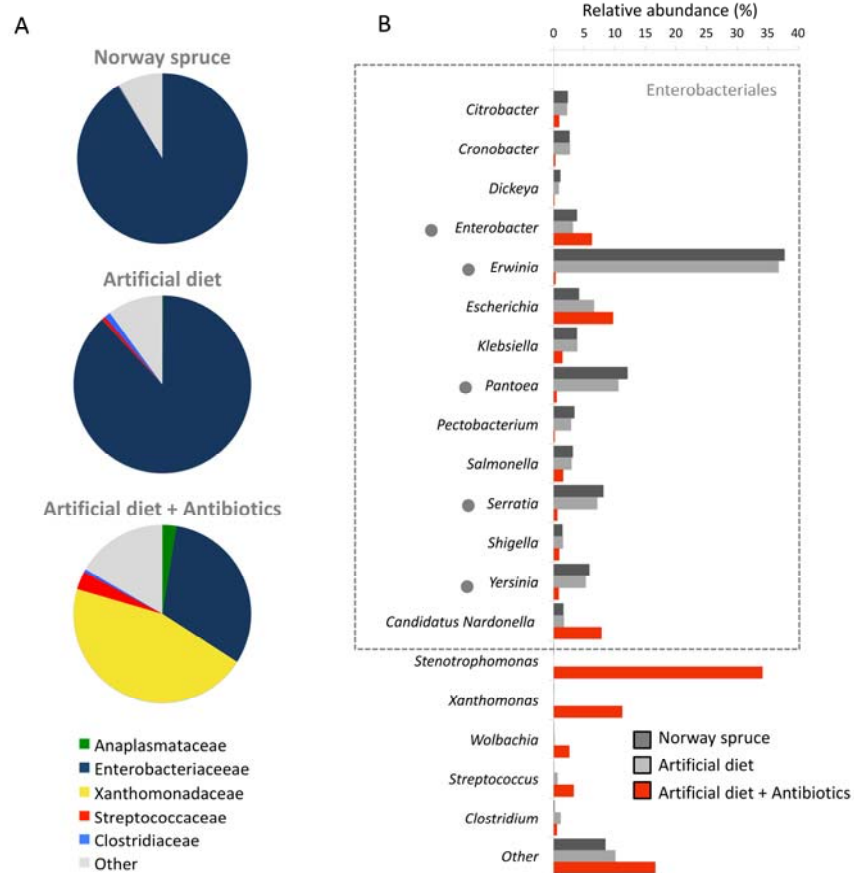 A
Norway spruce
Artificial diet
Artificial diet + Antibiotics
Anaplasmataceae
Enterobacteriaceeae
Xanthomonadaceae
Streptococcaceae
Clostridiaceae
Other
B
Relative abundance (%)
0 5 10 15 20 25 30 35 40
Enterobacteriales
Citrobacter
Cronobacter
Dickeya
Enterobacter
Erwinia
Escherichia
Klebsiella
Pantoea
Pectobacterium
Salmonella
Serratia
Shigella
Yersinia
Candidatus Nardonella
Stenotrophomonas
Xanthomonas
Wolbachia
Streptococcus
Clostridium
Other
Norway spruce
Artificial diet
Artificial diet + Antibiotics